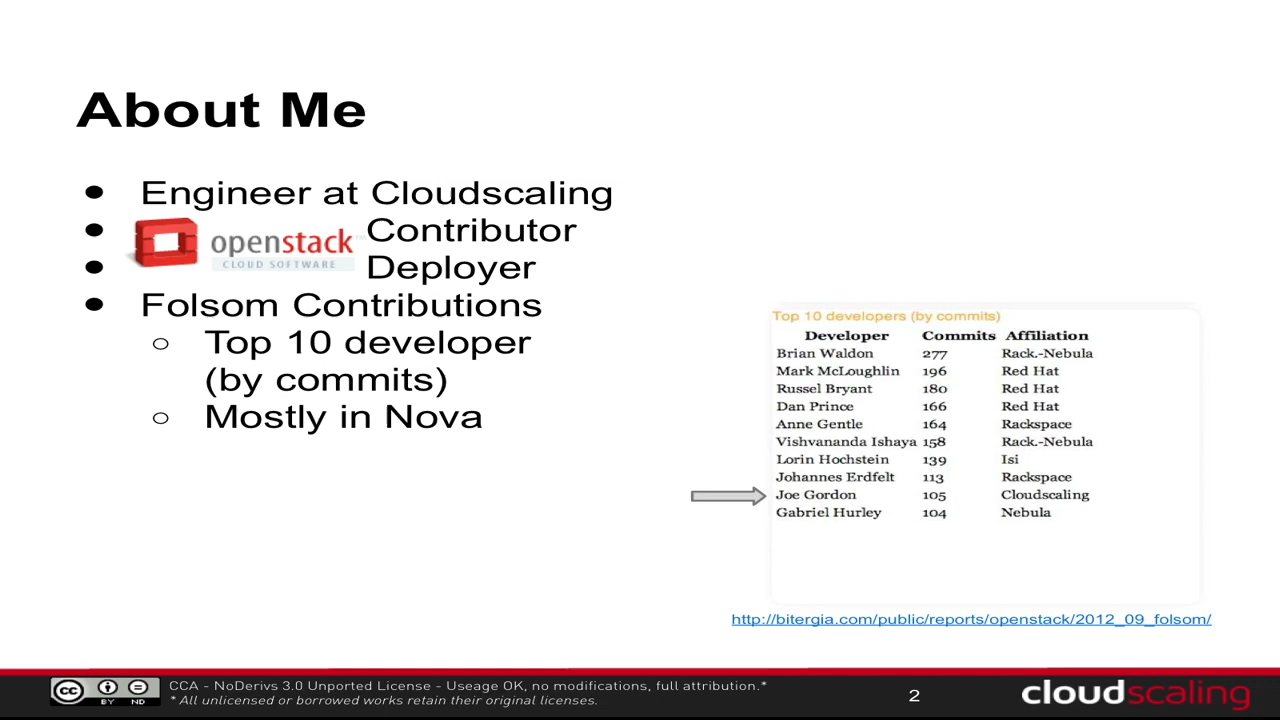 About Me
● Engineer at Cloudscaling
● openstack™ Contributor
CLOUD SOFTWARE
● Deployer
● Folsom Contributions
○ Top 10 developer
(by commits)
○ Mostly in Nova
Top 10 developers (by commits)
Developer Commits Affiliation
Brian Waldon 277 Rack.-Nebula
Mark McLoughlin 196 Red Hat
Russel Bryant 180 Red Hat
Dan Prince 166 Red Hat
Anne Gentle 164 Rackspace
Vishvananda Ishaya 158 Rack.-Nebula
Lorin Hochstein 139 Isi
Johannes Erdfelt 113 Rackspace
Joe Gordon 105 Cloudscaling
Gabriel Hurley 104 Nebula
http://bitergia.com/public/reports/openstack/2012_09_folsom/
cc BY ND
CCA - NoDerivs 3.0 Unported License - Useage OK, no modifications, full attribution.*
* All unlicensed or borrowed works retain their original licenses.
2
cloudscaling